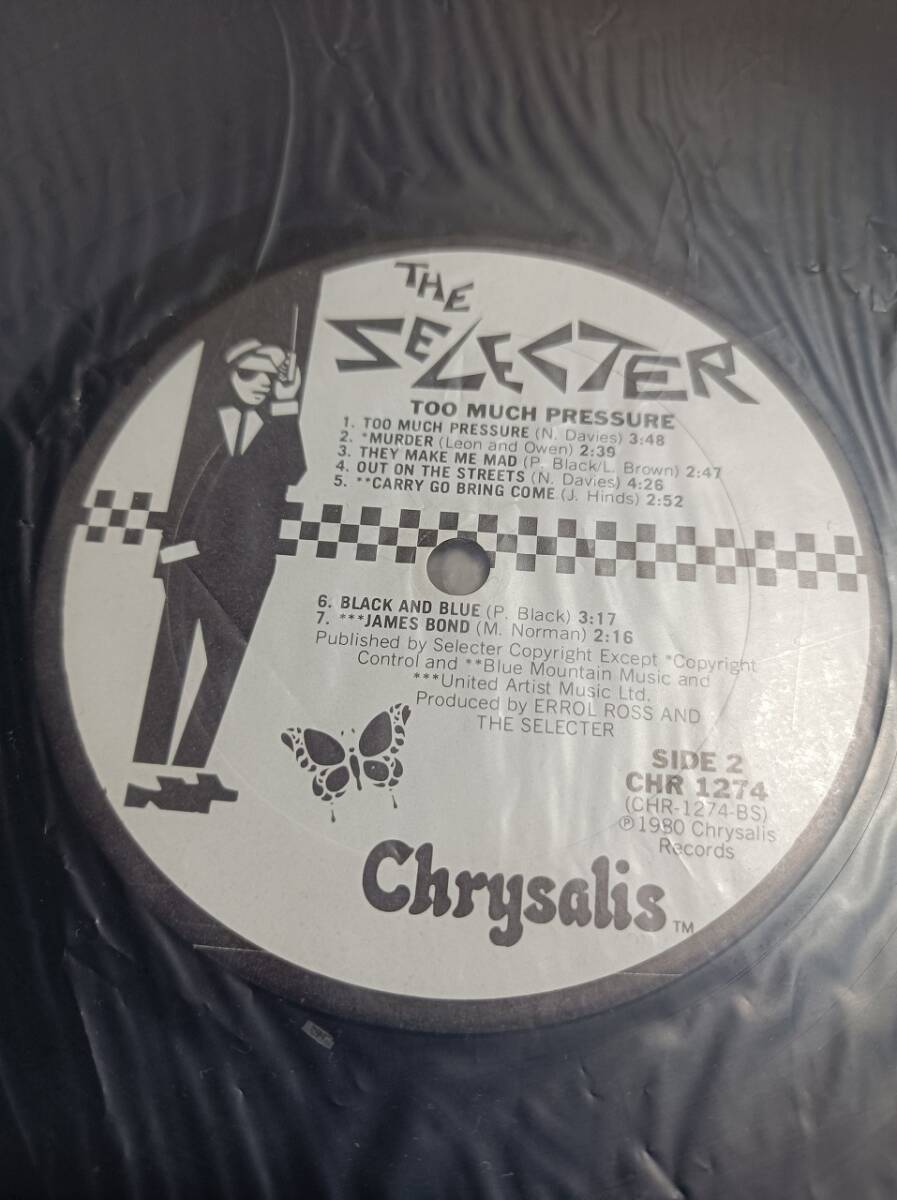 THE
SELECTER
TOO MUCH PRESSURE
1. TOO MUCH PRESSURE (N. Davies) 3:48
2. *MURDER (Leon and Owen) 2:39
3. THEY MAKE ME MAD (P. Black/L. Brown) 2:47
4. OUT ON THE STREETS (N. Davies) 4:26
5. **CARRY GO BRING COME (J. Hinds) 2:52
6. BLACK AND BLUE (P. Black) 3:17
7. ***JAMES BOND (M. Norman) 2:16
Published by Selecter Copyright Except *Copyright
Control and **Blue Mountain Music and
***United Artist Music Ltd.
Produced by ERROL ROSS AND
THE SELECTER
SIDE 2
CHR 1274
(CHR-1274-BS)
℗1980 Chrysalis
Records
Chrysalis TM